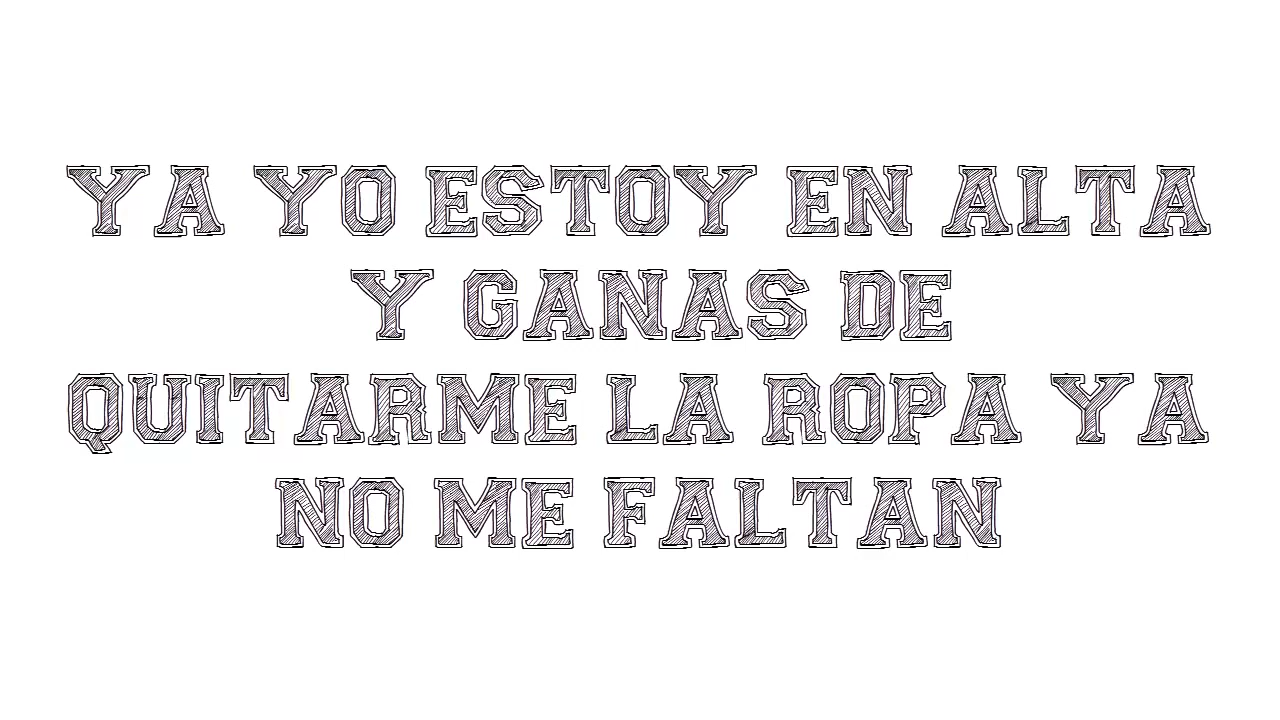 YA YO ESTOY EN ALTA
Y GANAS DE
QUITARME LA ROPA YA
NO ME FALTAN